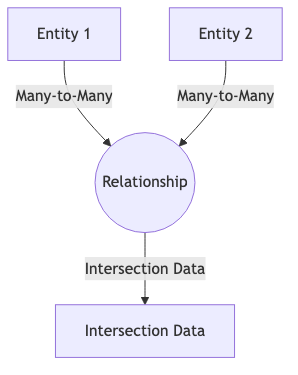 Entity 1
Entity 2
Many-to-Many
Many-to-Many
Relationship
Intersection Data
Intersection Data